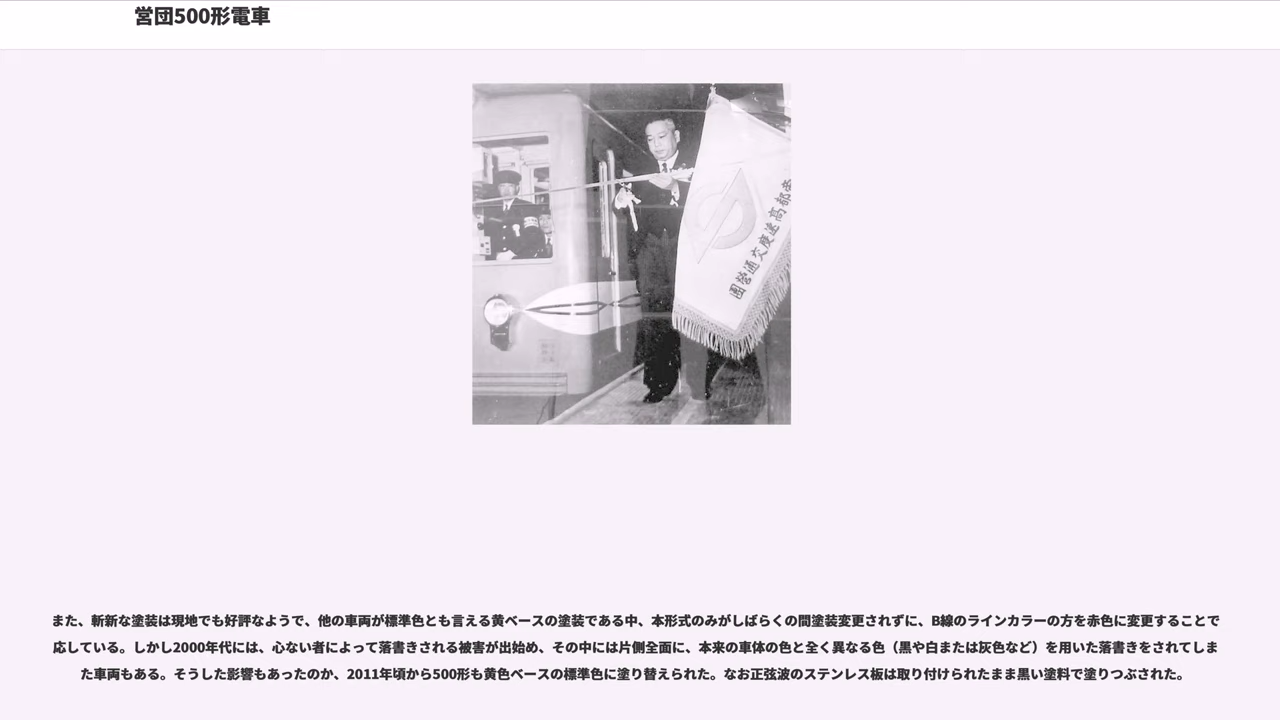 営団500形電車
都高速度交通營團
また、斬新な塗装は現地でも好評なようで、他の車両が標準色とも言える黄ベースの塗装である中、本形式のみがしばらくの間塗装変更されずに、B線のラインカラーの方を赤色に変更することで
応している。しかし2000年代には、心ない者によって落書きされる被害が出始め、その中には片側全面に、本来の車体の色と全く異なる色（黒や白または灰色など）を用いた落書きをされてしま
た車両もある。そうした影響もあったのか、2011年頃から500形も黄色ベースの標準色に塗り替えられた。なお正弦波のステンレス板は取り付けられたまま黒い塗料で塗りつぶされた。